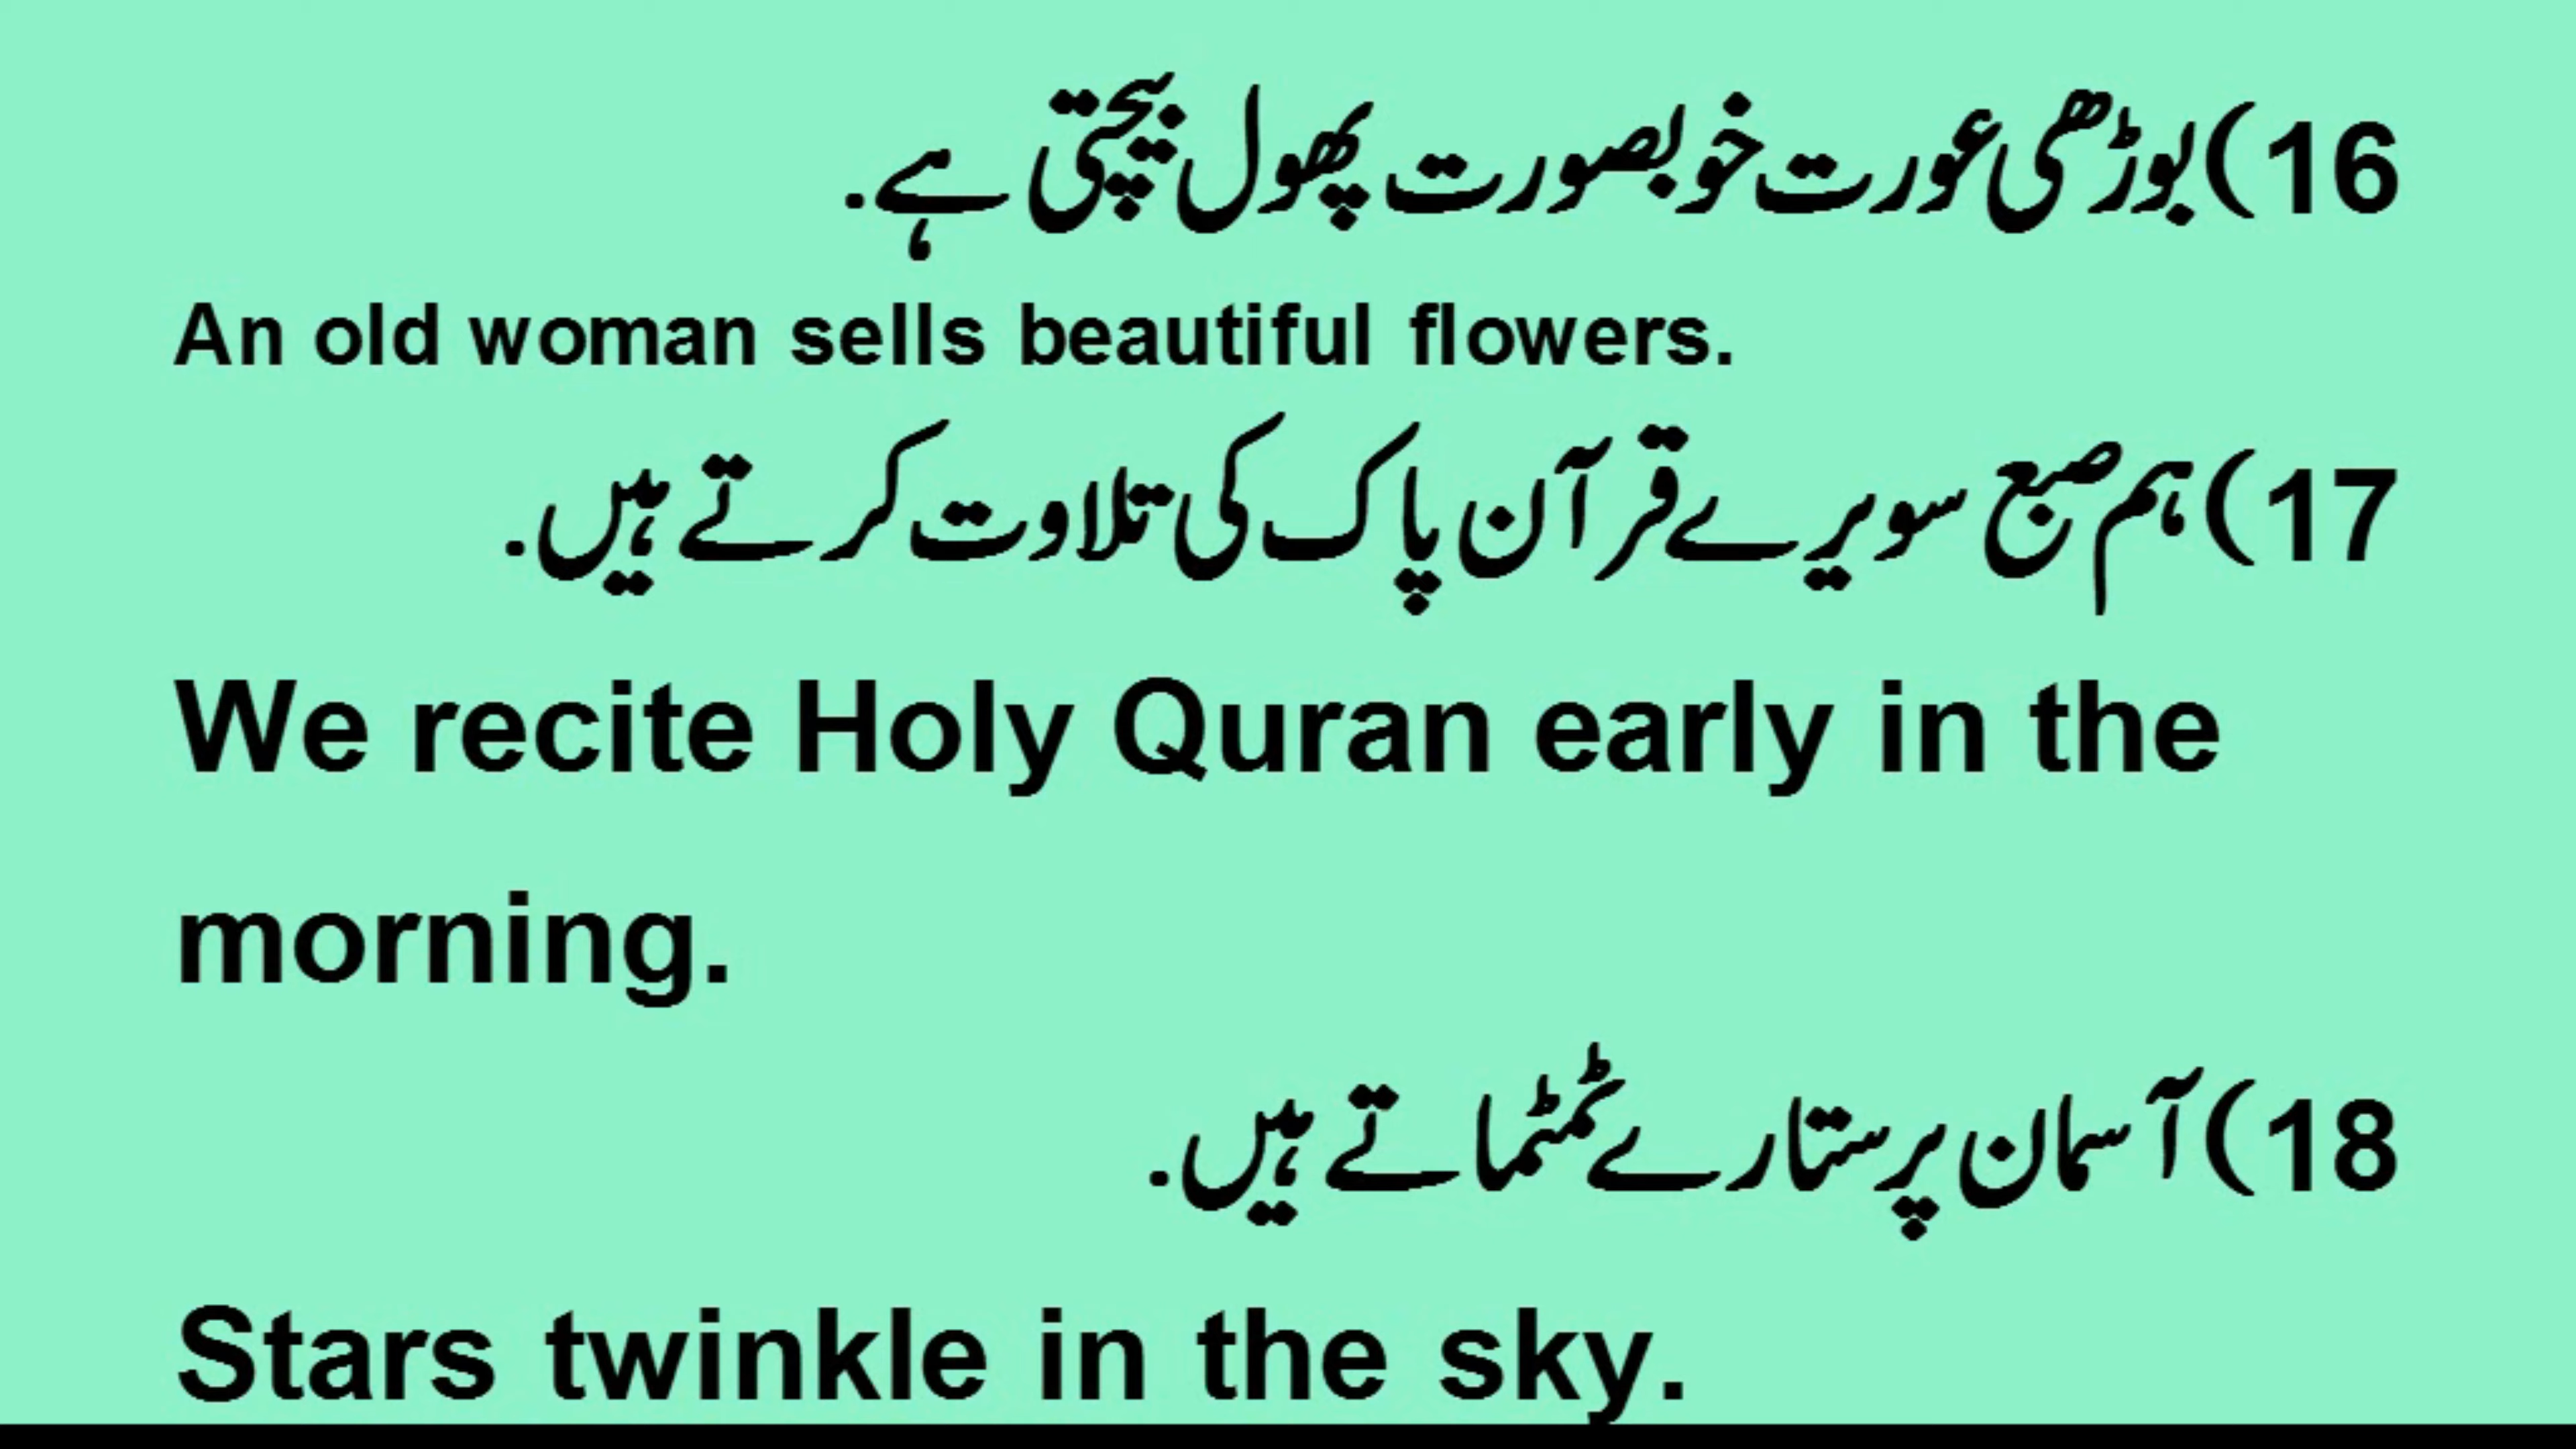 16)بوڑھی عورت خوبصورت پھول بیچتی ہے.
An old woman sells beautiful flowers.
17)ہم صبع سویرے قرآن پاک کی تلاوت کرتے ہیں.
We recite Holy Quran early in the
morning.
18)آسمان پر ستارے ٹمٹماتے ہیں.
Stars twinkle in the sky.